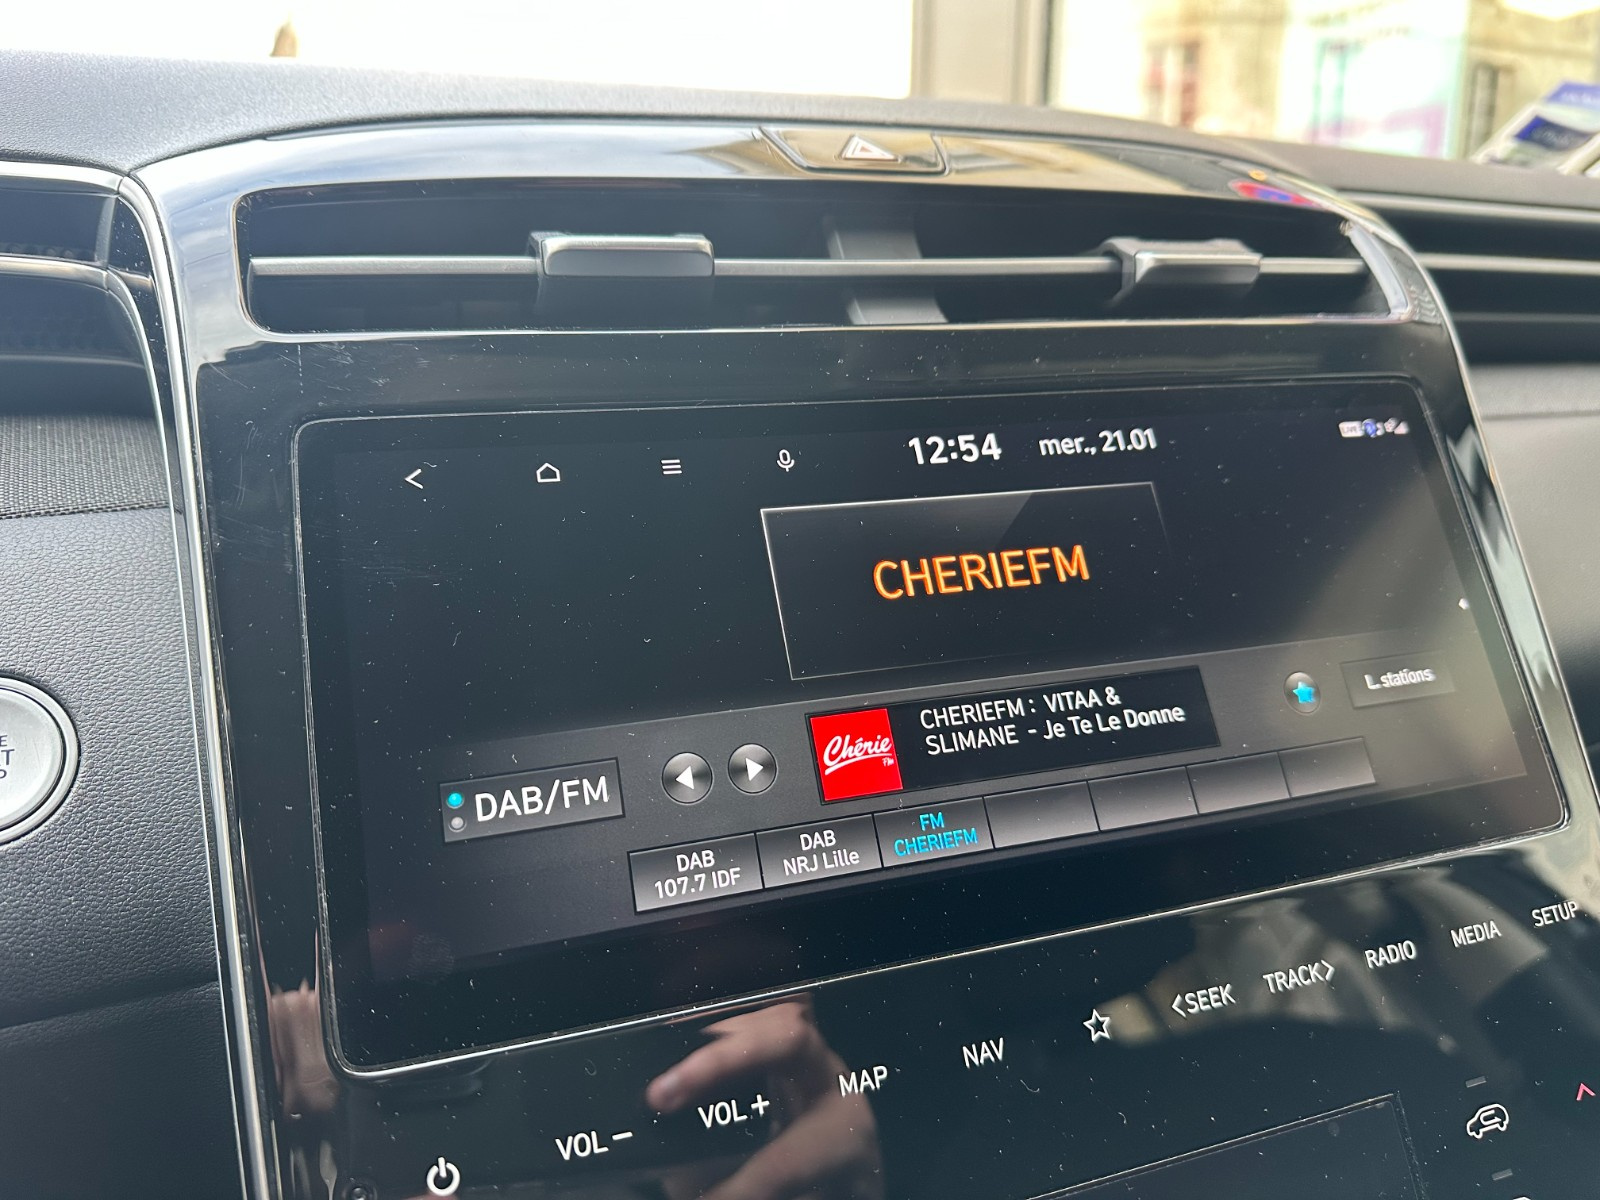 12:54 mer., 21.01
CHERIEFM
CHERIEFM : VITAA &
SLIMANE - Je Te Le Donne
Chérie
FM
L. stations
DAB/FM
DAB
107.7 IDF
DAB
NRJ Lille
FM
CHERIEFM
VOL −
VOL +
MAP
NAV
<SEEK
TRACK>
RADIO
MEDIA
SETUP